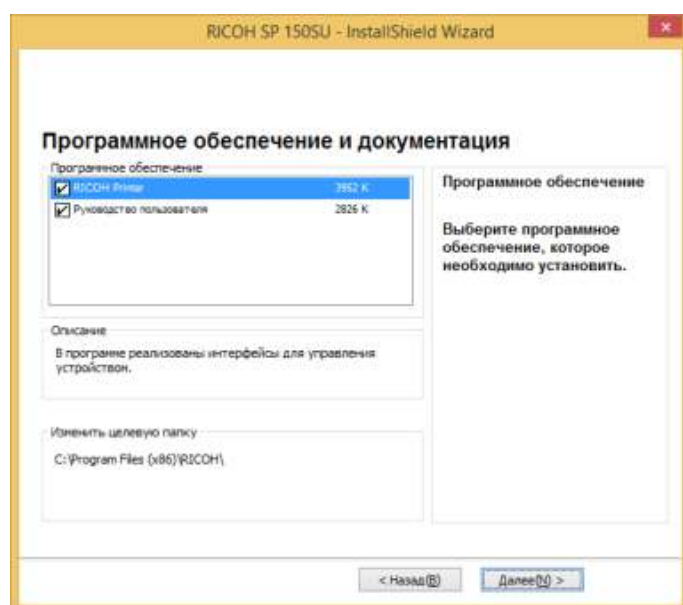 RICOH SP 150SU - InstallShield Wizard
Программное обеспечение и документация
Программное обеспечение
RICOH Printer 3952 K
Руководство пользователя 2826 K
Программное обеспечение
Выберите программное
обеспечение, которое
необходимо установить.
Описание
В программе реализованы интерфейсы для управления
устройством.
Изменить целевую папку
C:\Program Files (x86)\RICOH\
< Назад(B)
Далее(N) >